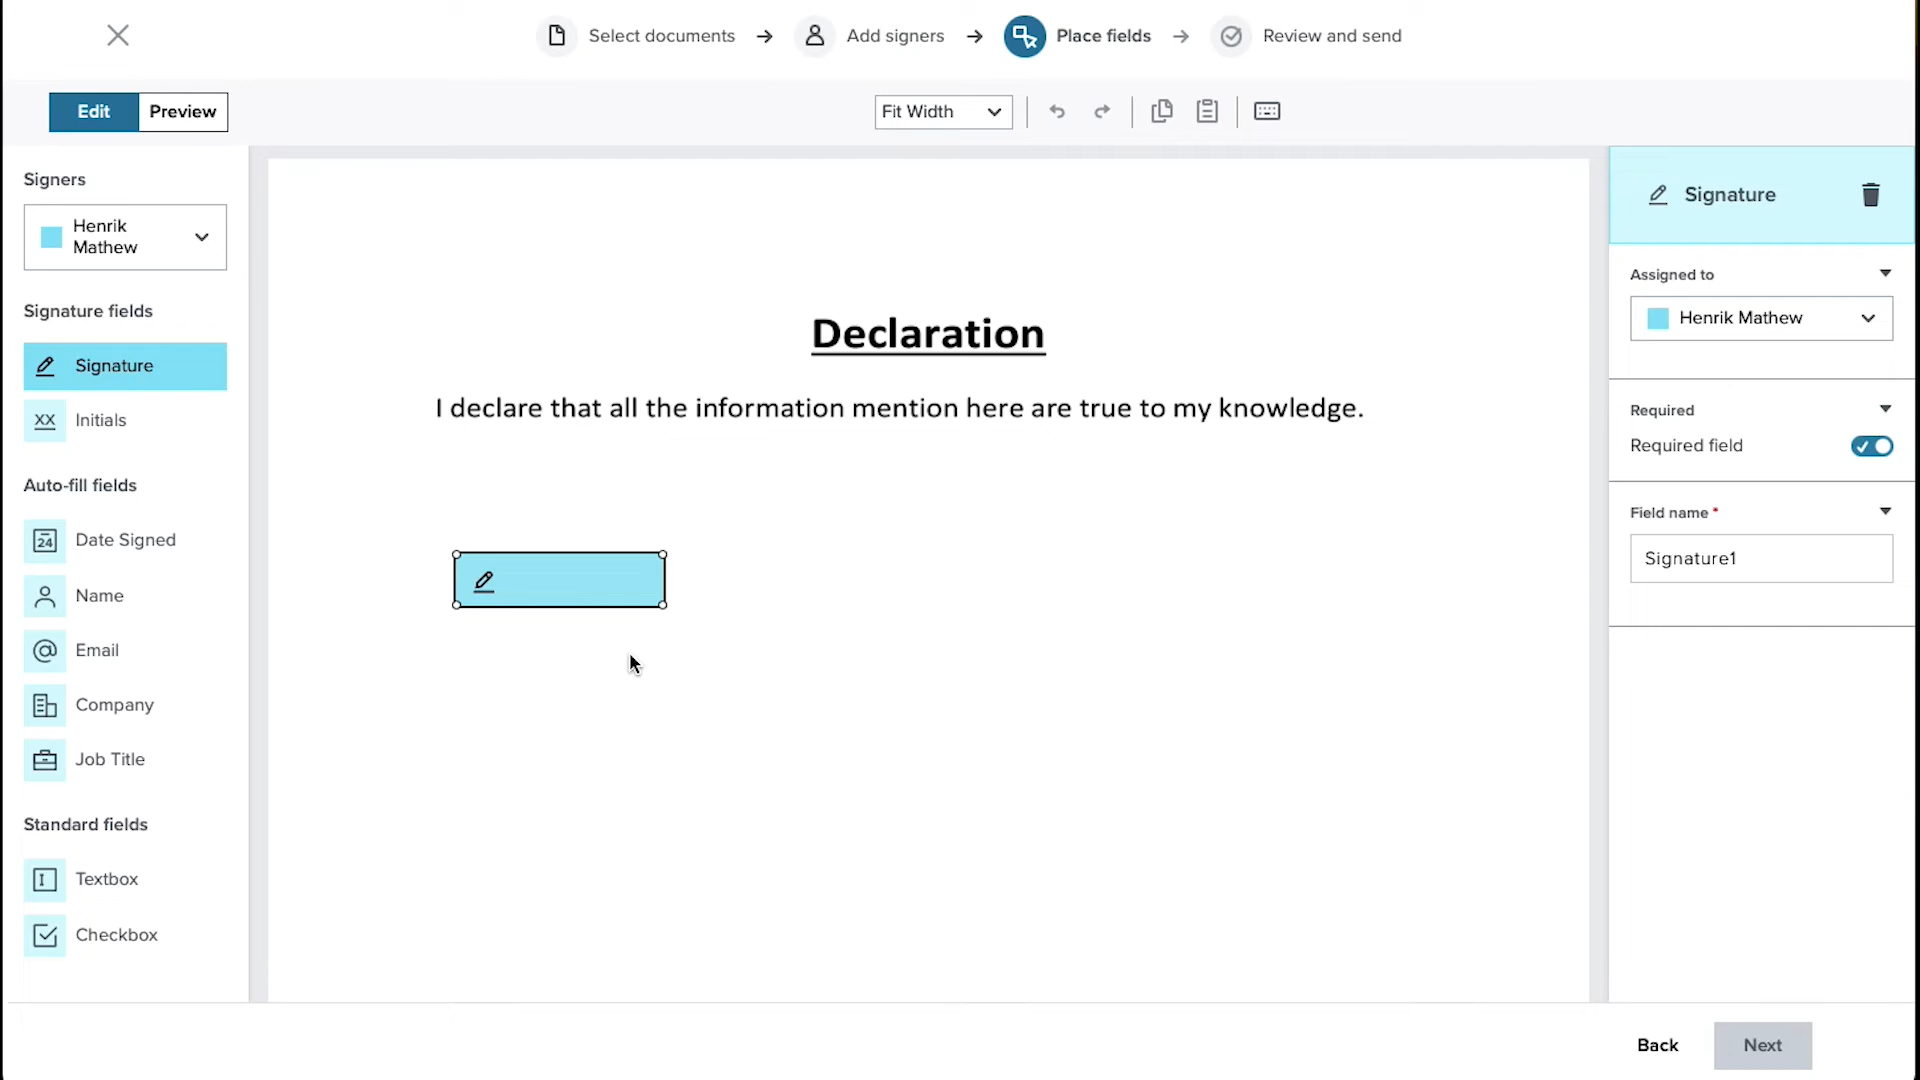 Select documents
Add signers
Place fields
Review and send
Edit
Preview
Fit Width
Signers
Henrik
Mathew
Signature fields
Signature
XX
Initials
Auto-fill fields
24
Date Signed
Name
Email
Company
Job Title
Standard fields
Textbox
Checkbox
Declaration
I declare that all the information mention here are true to my knowledge.
Signature
Assigned to
Henrik Mathew
Required
Required field
Field name *
Signature1
Back
Next